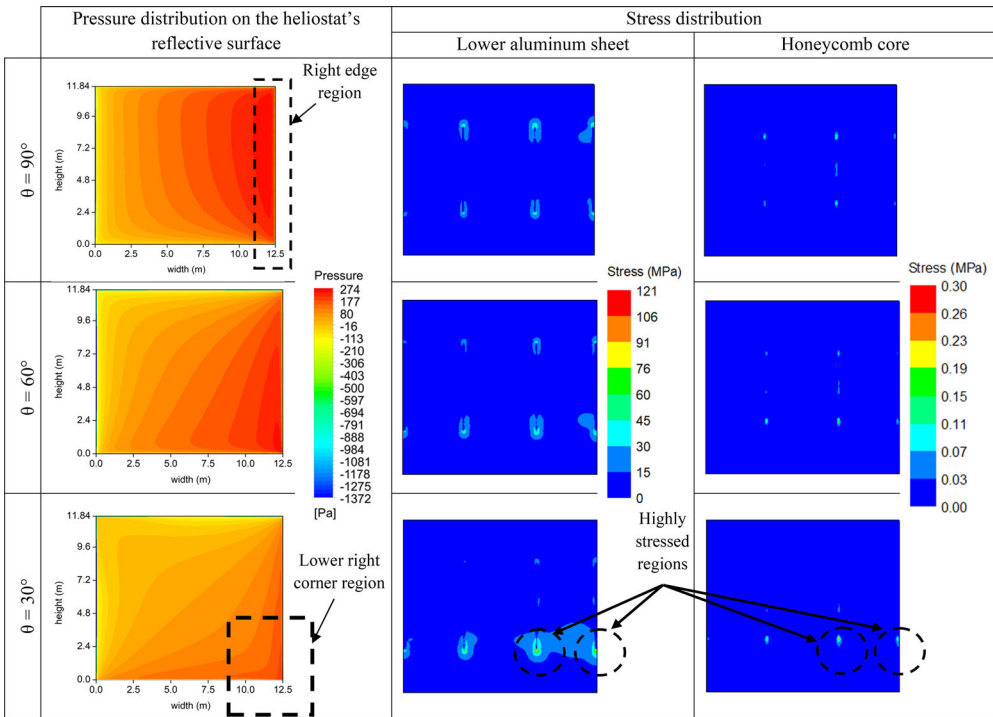 Pressure distribution on the heliostat's
reflective surface
Stress distribution
Lower aluminum sheet
Honeycomb core
θ = 90°
height (m)
11.84
9.6
7.2
4.8
2.4
0.0
0.0 2.5 5.0 7.5 10.0 12.5
width (m)
Right edge
region
θ = 60°
height (m)
11.84
9.6
7.2
4.8
2.4
0.0
0.0 2.5 5.0 7.5 10.0 12.5
width (m)
Pressure
274
177
80
-16
-113
-210
-306
-403
-500
-597
-694
-791
-888
-984
-1081
-1178
-1275
-1372
[Pa]
Stress (MPa)
121
106
91
76
60
45
30
15
0
Stress (MPa)
0.30
0.26
0.23
0.19
0.15
0.11
0.07
0.03
0.00
θ = 30°
height (m)
11.84
9.6
7.2
4.8
2.4
0.0
0.0 2.5 5.0 7.5 10.0 12.5
width (m)
Lower right
corner region
Highly
stressed
regions